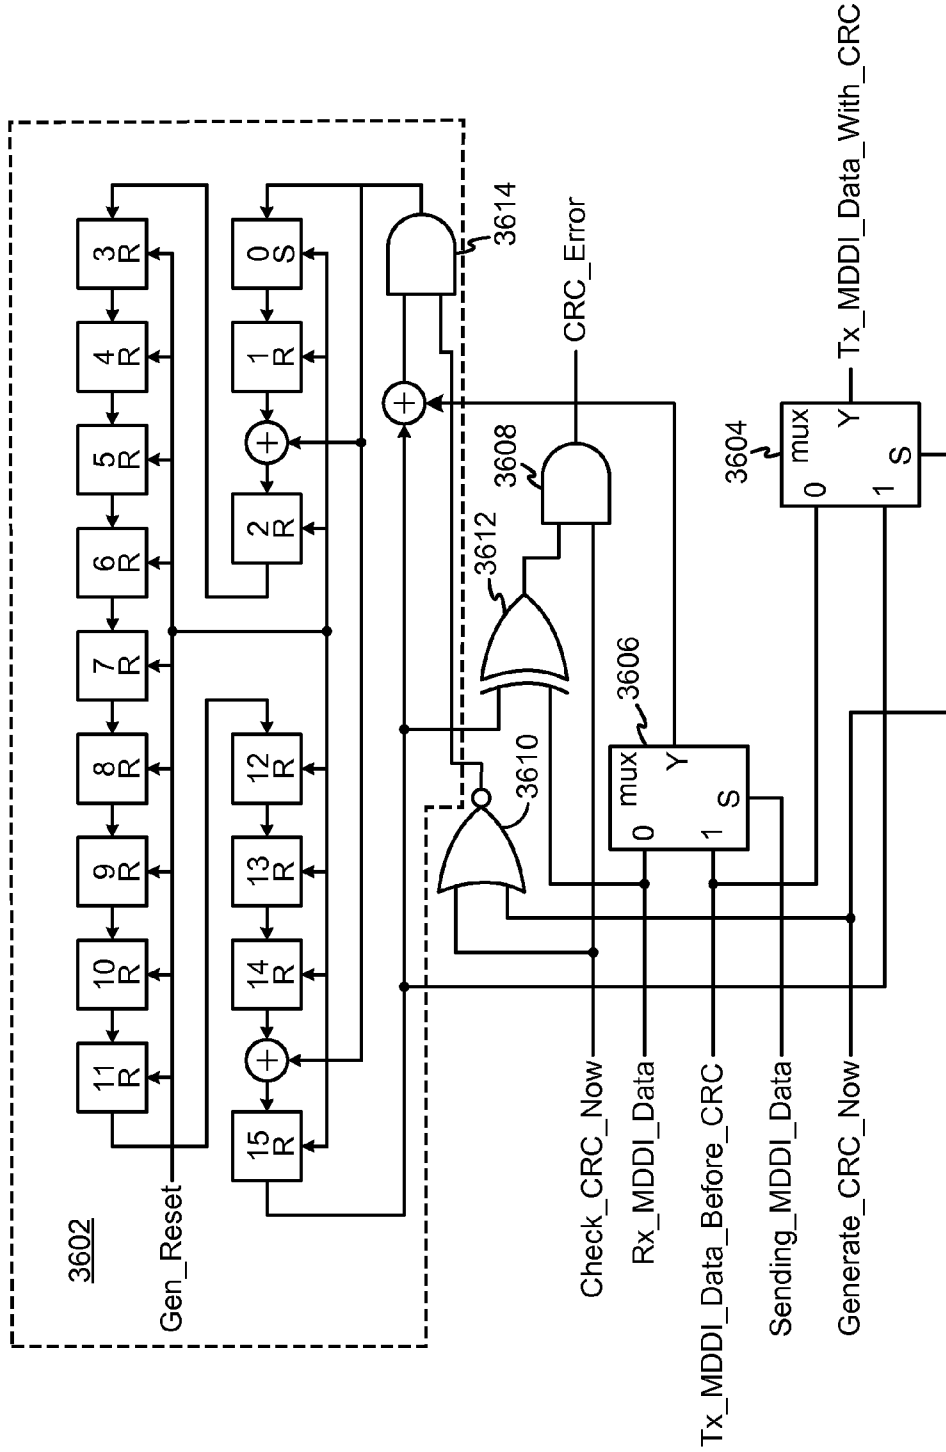 3602
Gen_Reset
11
R
10
R
9
R
8
R
7
R
6
R
5
R
4
R
3
R
15
R
+
14
R
13
R
12
R
2
R
+
1
R
0
S
+
3614
Check_CRC_Now
Rx_MDDI_Data
Tx_MDDI_Data_Before_CRC
Sending_MDDI_Data
Generate_CRC_Now
3610
3612
3608
CRC_Error
3606
mux
0
1
Y
S
3604
mux
0
1
Y
S
Tx_MDDI_Data_With_CRC